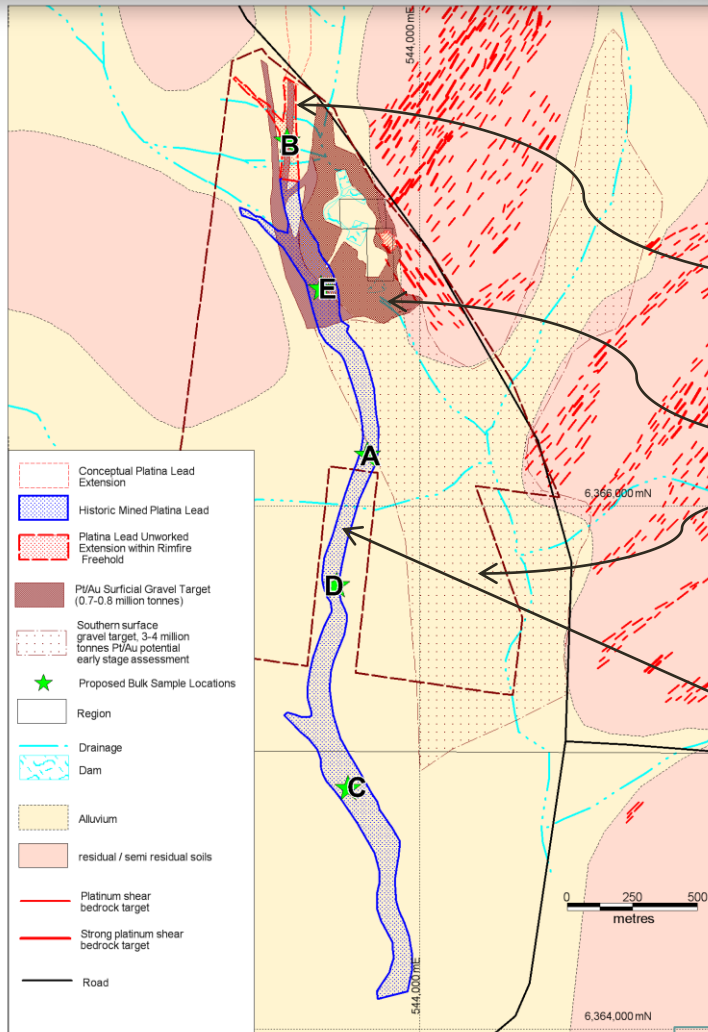 544,000 mE
B
E
A
6,366,000 mN
D
C
Conceptual Platina Lead
Extension
Historic Mined Platina Lead
Platina Lead Unworked
Extension within Rimfire
Freehold
Pt/Au Surficial Gravel Target
(0.7-0.8 million tonnes)
Southern surface
gravel target, 3-4 million
tonnes Pt/Au potential
early stage assessment
Proposed Bulk Sample Locations
Region
Drainage
Dam
Alluvium
residual / semi residual soils
Platinum shear
bedrock target
Strong platinum shear
bedrock target
Road
0 250 500
metres
544,000 mE
6,364,000 mN